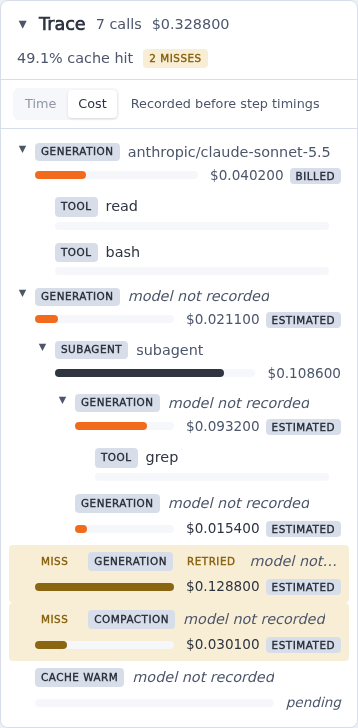 ▼ Trace 7 calls $0.328800
49.1% cache hit 2 MISSES
Time Cost Recorded before step timings
▼ GENERATION anthropic/claude-sonnet-5.5
$0.040200 BILLED
TOOL read
TOOL bash
▼ GENERATION model not recorded
$0.021100 ESTIMATED
▼ SUBAGENT subagent
$0.108600
▼ GENERATION model not recorded
$0.093200 ESTIMATED
TOOL grep
GENERATION model not recorded
$0.015400 ESTIMATED
MISS GENERATION RETRIED model not…
$0.128800 ESTIMATED
MISS COMPACTION model not recorded
$0.030100 ESTIMATED
CACHE WARM model not recorded
pending